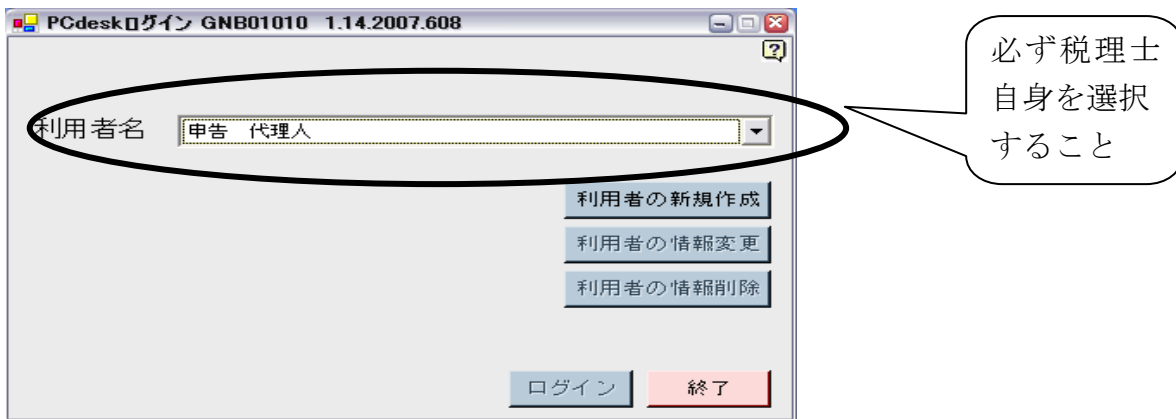 PCdeskログイン GNB01010 1.14.2007.608
利用者名 申告 代理人
利用者の新規作成
利用者の情報変更
利用者の情報削除
ログイン 終了
必ず税理士
自身を選択
すること